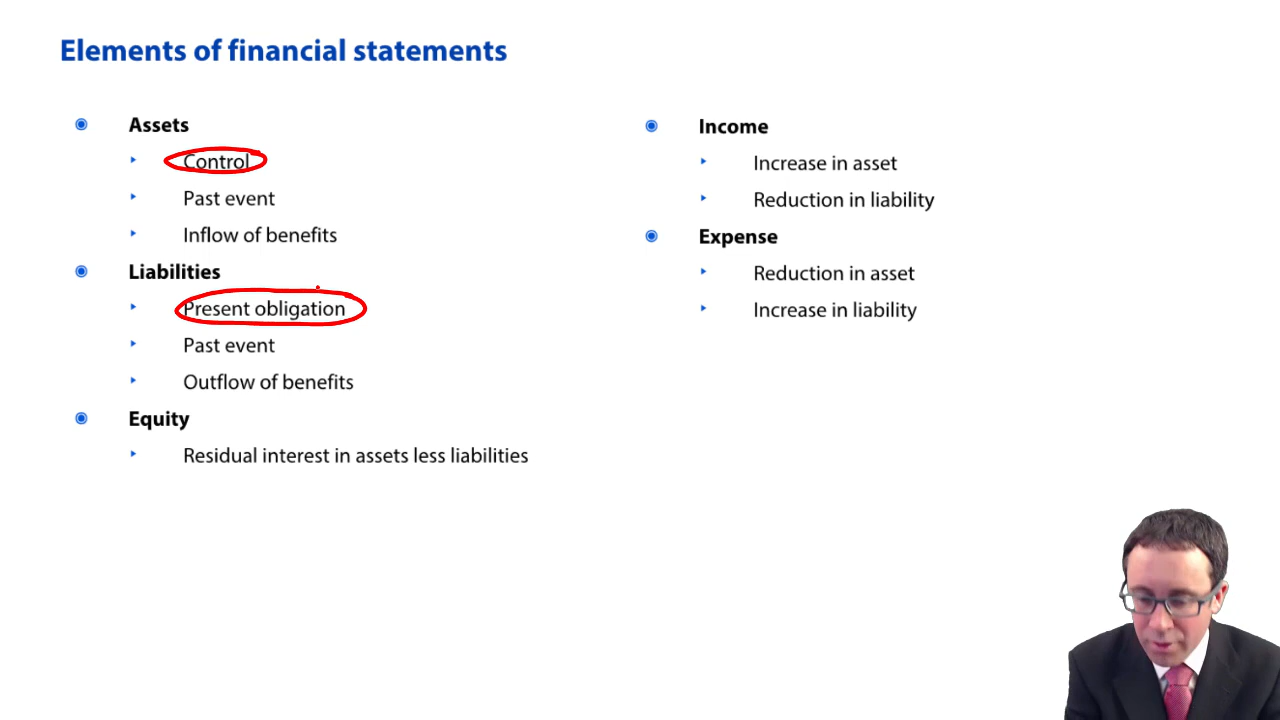 Elements of financial statements
Assets
Control
Past event
Inflow of benefits
Liabilities
Present obligation
Past event
Outflow of benefits
Equity
Residual interest in assets less liabilities
Income
Increase in asset
Reduction in liability
Expense
Reduction in asset
Increase in liability